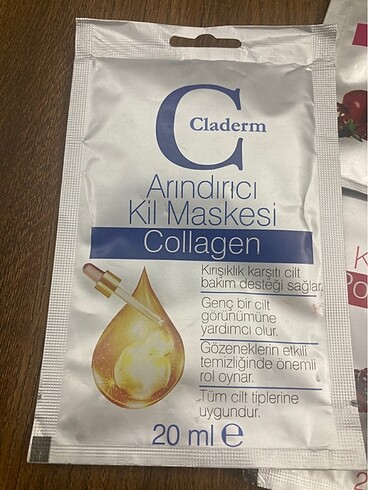 C
Claderm
Arındırıcı
Kil Maskesi
Collagen
Kırışıklık karşıtı cilt
bakım desteği sağlar.
Genç bir cilt
görünümüne
yardımcı olur.
Gözeneklerin etkili
temizliğinde önemli
rol oynar.
Tüm cilt tiplerine
uygundur.
20 ml ℮